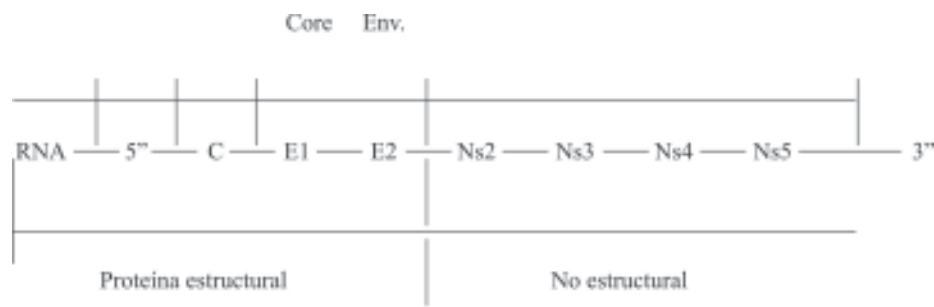 Core Env.
RNA 5” C E1 E2 Ns2 Ns3 Ns4 Ns5 3”
Proteina estructural No estructural